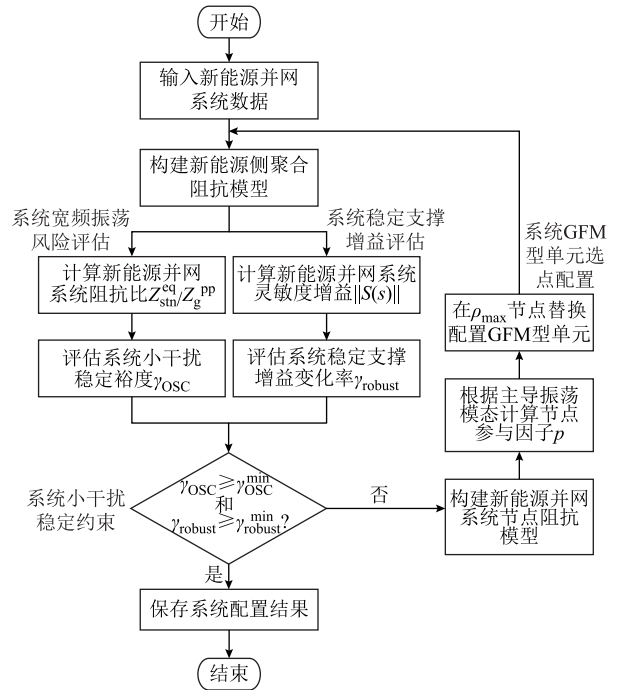 开始
输入新能源并网
系统数据
构建新能源侧聚合
阻抗模型
系统宽频振荡
风险评估
系统稳定支撑
增益评估
计算新能源并网
系统阻抗比Z_stn^eq/Z_g^pp
计算新能源并网系统
灵敏度增益||S(s)||
评估系统小干扰
稳定裕度γ_OSC
评估系统稳定支撑
增益变化率γ_robust
系统小干扰
稳定约束
γ_OSC≥γ_OSC^min
和
γ_robust≥γ_robust^min?
否
是
保存系统配置结果
结束
构建新能源并网
系统节点阻抗
模型
根据主导振荡
模态计算节点
参与因子p
在ρ_max节点替换
配置GFM型单元
系统GFM
型单元选
点配置